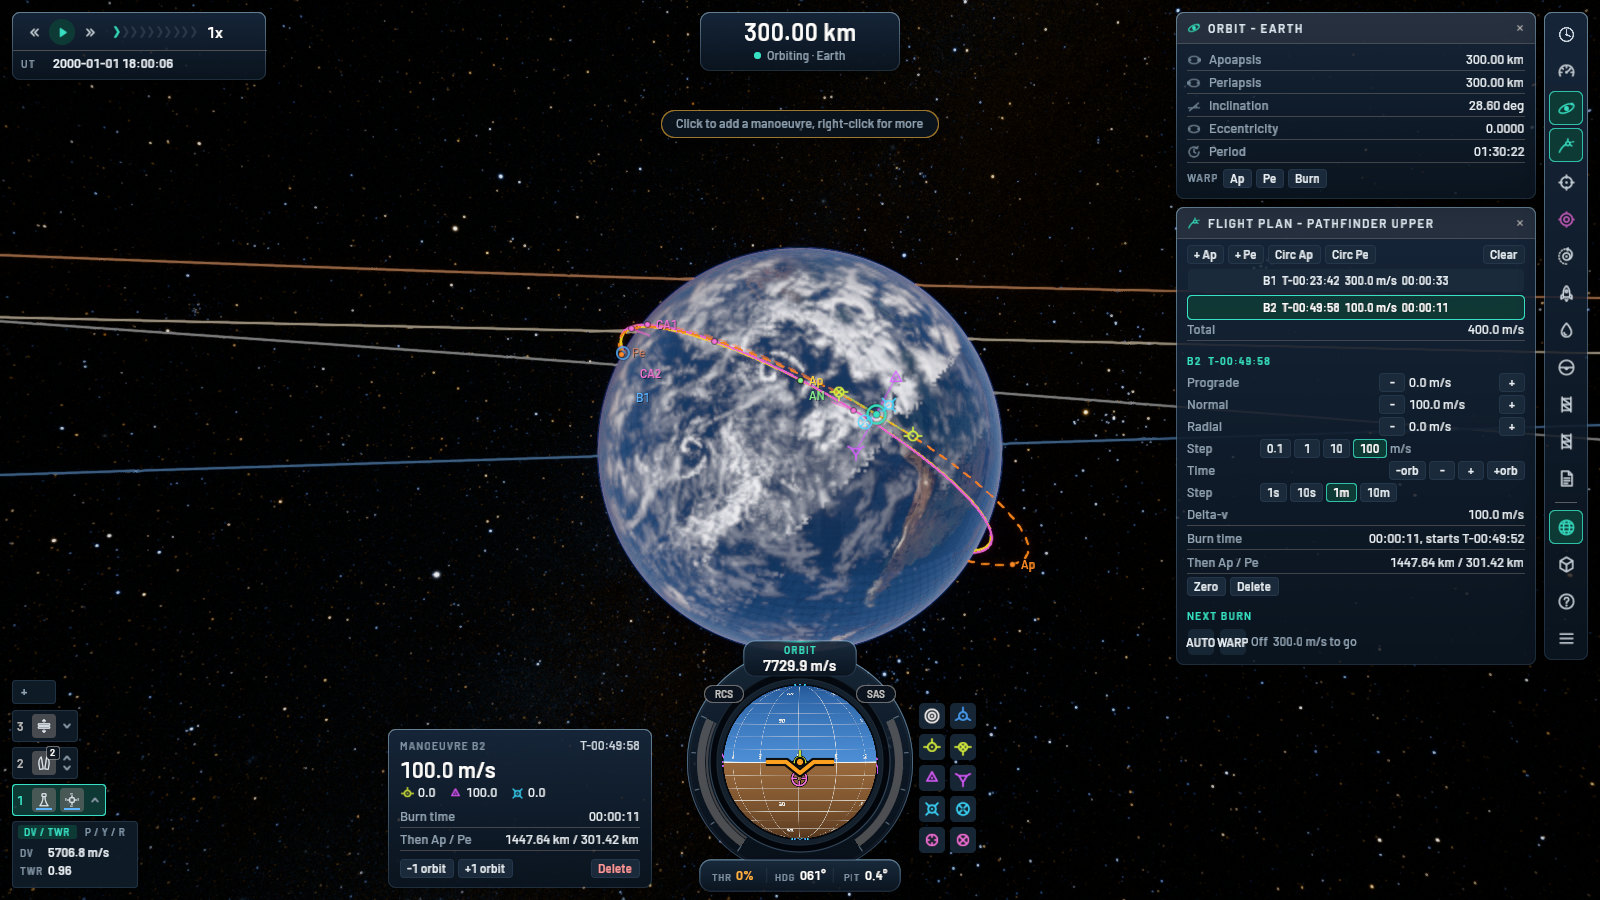 1x
UT 2000-01-01 18:00:06
300.00 km
Orbiting · Earth
Click to add a manoeuvre, right-click for more
ORBIT - EARTH
Apoapsis 300.00 km
Periapsis 300.00 km
Inclination 28.60 deg
Eccentricity 0.0000
Period 01:30:22
WARP Ap Pe Burn
FLIGHT PLAN - PATHFINDER UPPER
+ Ap + Pe Circ Ap Circ Pe Clear
B1 T-00:23:42 300.0 m/s 00:00:33
B2 T-00:49:58 100.0 m/s 00:00:11
Total 400.0 m/s
B2 T-00:49:58
Prograde - 0.0 m/s +
Normal - 100.0 m/s +
Radial - 0.0 m/s +
Step 0.1 1 10 100 m/s
Time -orb - + +orb
Step 1s 10s 1m 10m
Delta-v 100.0 m/s
Burn time 00:00:11, starts T-00:49:52
Then Ap / Pe 1447.64 km / 301.42 km
Zero Delete
NEXT BURN
AUTO WARP Off 300.0 m/s to go
CA1
Pe
CA2
B1
Ap
AN
Ap
+
3
2 2
1
DV / TWR P / Y / R
DV 5706.8 m/s
TWR 0.96
MANOEUVRE B2 T-00:49:58
100.0 m/s
0.0 100.0 0.0
Burn time 00:00:11
Then Ap / Pe 1447.64 km / 301.42 km
-1 orbit +1 orbit Delete
ORBIT
7729.9 m/s
RCS SAS
THR 0% HDG 061° PIT 0.4°